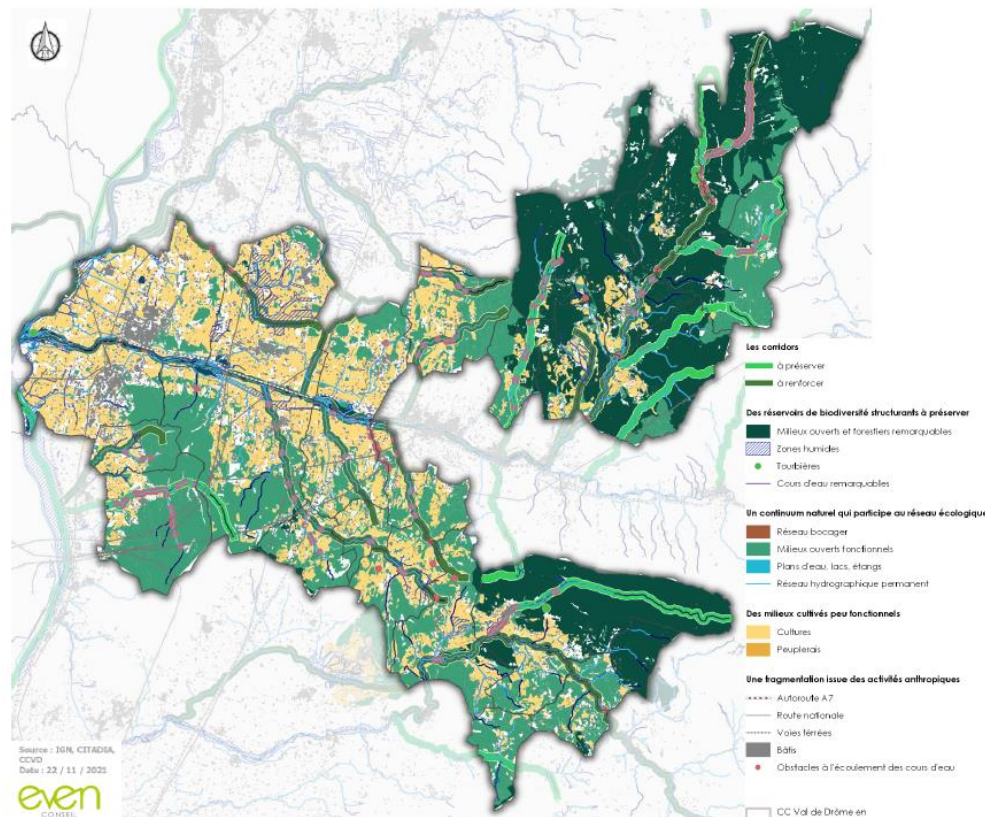 Les corridors
à préserver
à renforcer
Des réservoirs de biodiversité structurants à préserver
Milieux ouverts et forestiers remarquables
Zones humides
Tourbières
Cours d'eau remarquables
Un continuum naturel qui participe au réseau écologique
Réseau bocager
Milieux ouverts fonctionnels
Plans d'eau, lacs, étangs
Réseau hydrographique permanent
Des milieux cultivés peu fonctionnels
Cultures
Peuplerais
Une fragmentation issue des activités anthropiques
Autoroute A7
Route nationale
Voies férrées
Bâtis
Obstacles à l'écoulement des cours d'eau
CC Val de Drôme en
Source : IGN, CITADIA,
CCVD
Date : 22 / 11 / 2021
even
CONSEIL